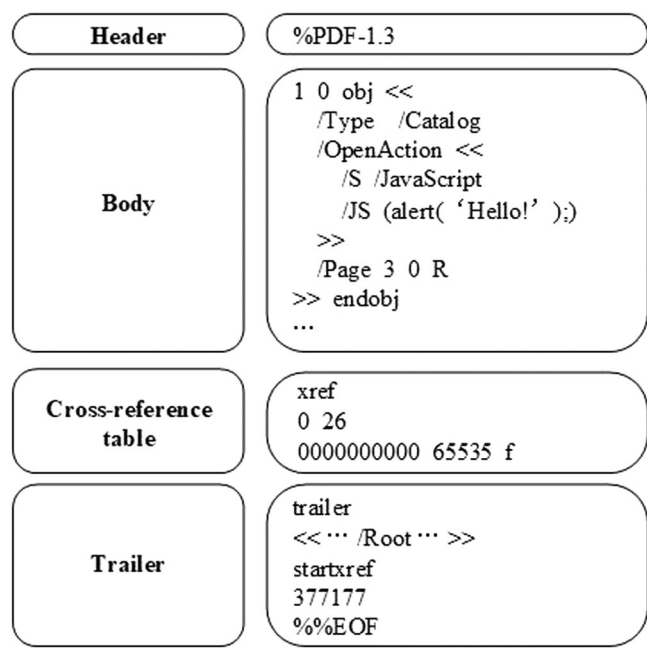 Header
%PDF-1.3
Body
1 0 obj <<
/Type /Catalog
/OpenAction <<
/S /JavaScript
/JS (alert( ‘Hello!’ );)
>>
/Page 3 0 R
>> endobj
…
Cross-reference
table
xref
0 26
0000000000 65535 f
Trailer
trailer
<< … /Root … >>
startxref
377177
%%EOF